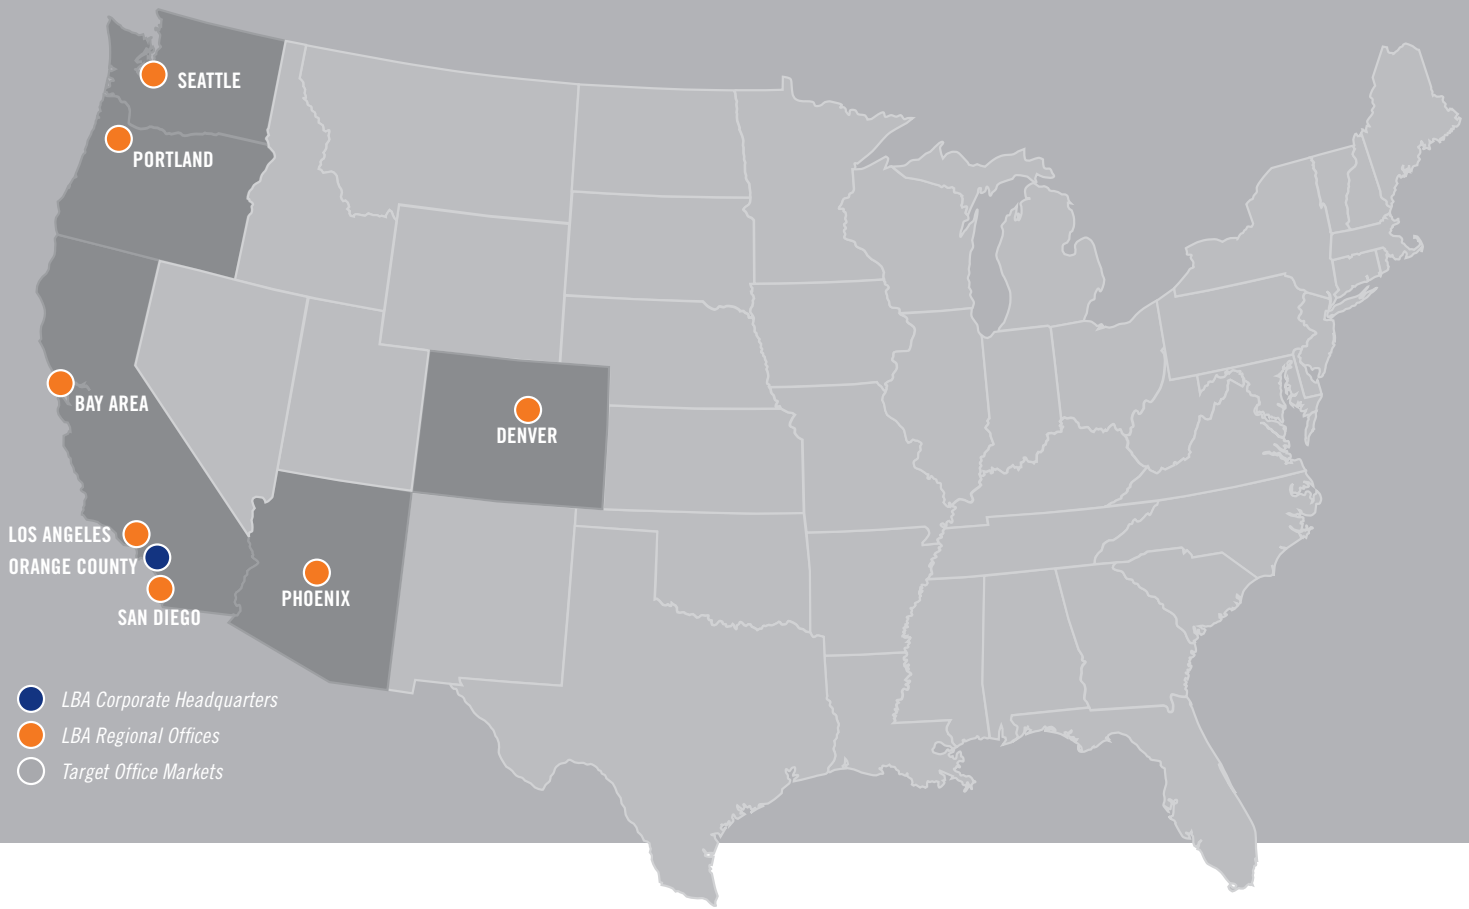 SEATTLE
PORTLAND
BAY AREA
DENVER
LOS ANGELES
ORANGE COUNTY
SAN DIEGO
PHOENIX
LBA Corporate Headquarters
LBA Regional Offices
Target Office Markets